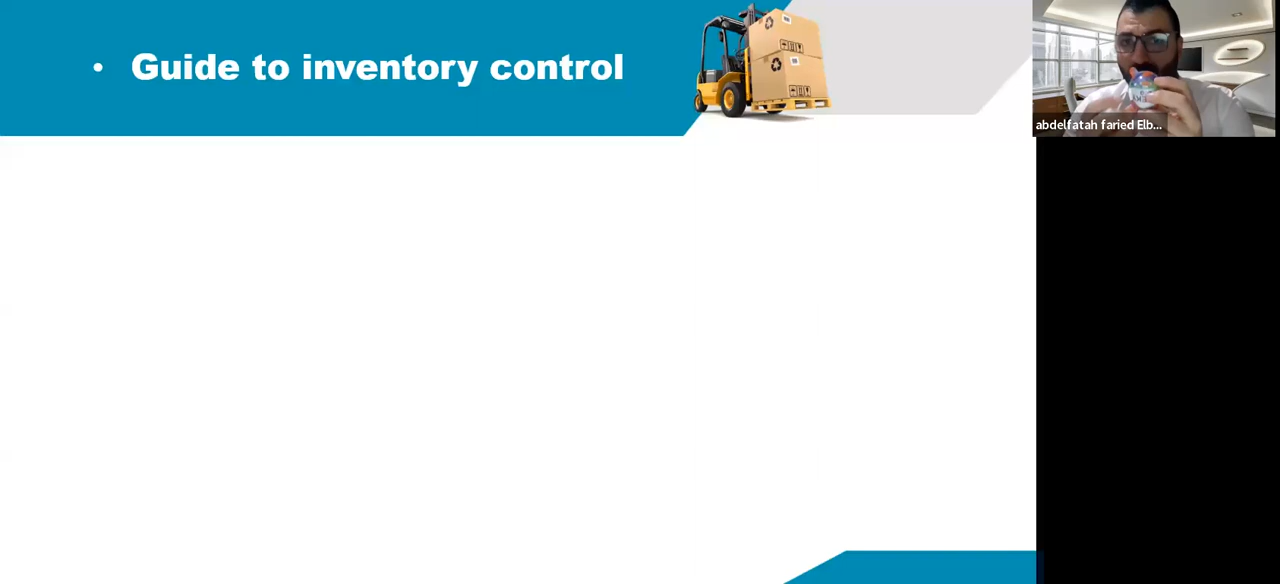 • Guide to inventory control
abdelfatah faried Elb...